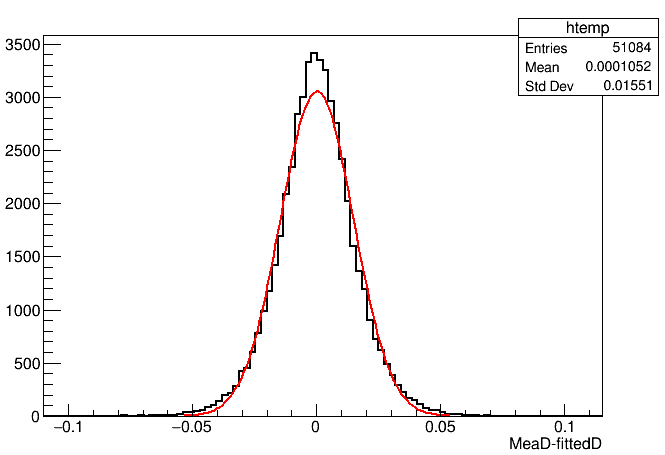 htemp
Entries 51084
Mean 0.0001052
Std Dev 0.01551
3500
3000
2500
2000
1500
1000
500
0
−0.1 −0.05 0 0.05 0.1
MeaD-fittedD